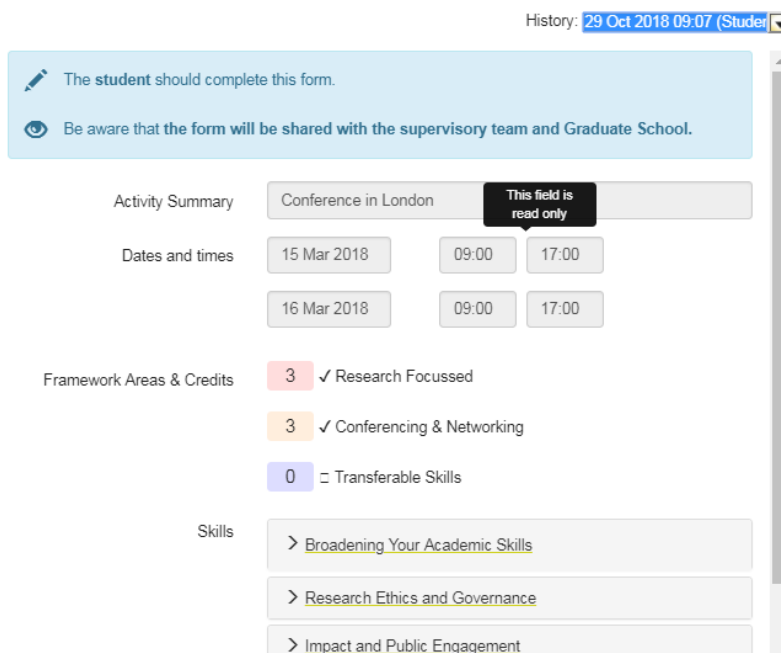 History: 29 Oct 2018 09:07 (Studen
The student should complete this form.
Be aware that the form will be shared with the supervisory team and Graduate School.
Activity Summary Conference in London
This field is
read only
Dates and times 15 Mar 2018 09:00 17:00
16 Mar 2018 09:00 17:00
Framework Areas & Credits 3 ✓ Research Focussed
3 ✓ Conferencing & Networking
0 □ Transferable Skills
Skills > Broadening Your Academic Skills
> Research Ethics and Governance
> Impact and Public Engagement